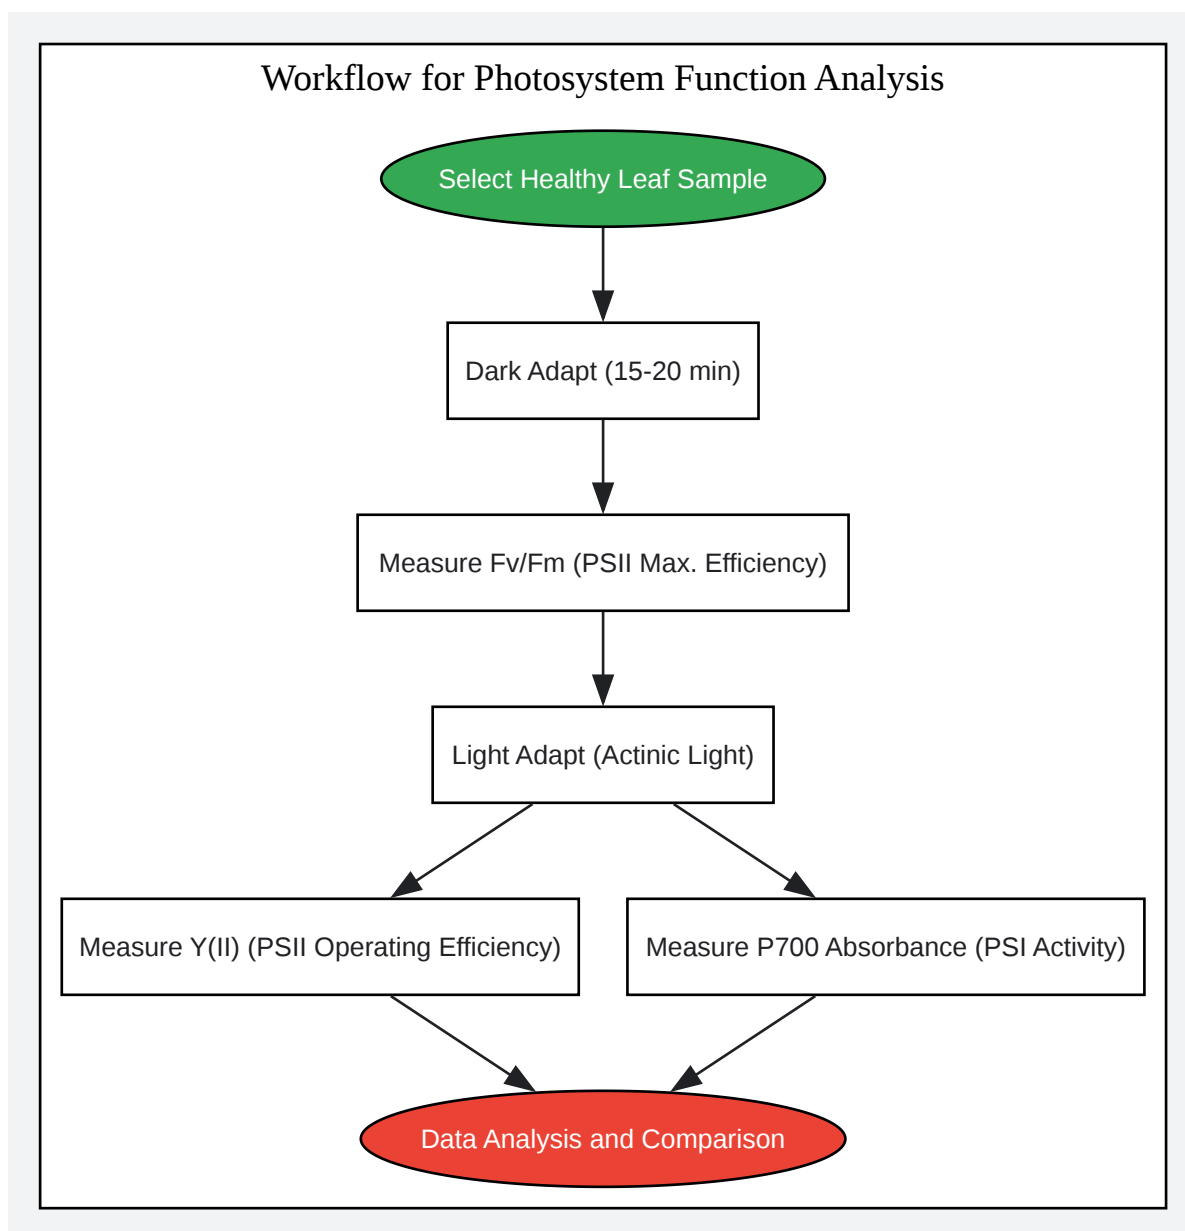 Workflow for Photosystem Function Analysis
Select Healthy Leaf Sample
Dark Adapt (15-20 min)
Measure Fv/Fm (PSII Max. Efficiency)
Light Adapt (Actinic Light)
Measure Y(II) (PSII Operating Efficiency)
Measure P700 Absorbance (PSI Activity)
Data Analysis and Comparison